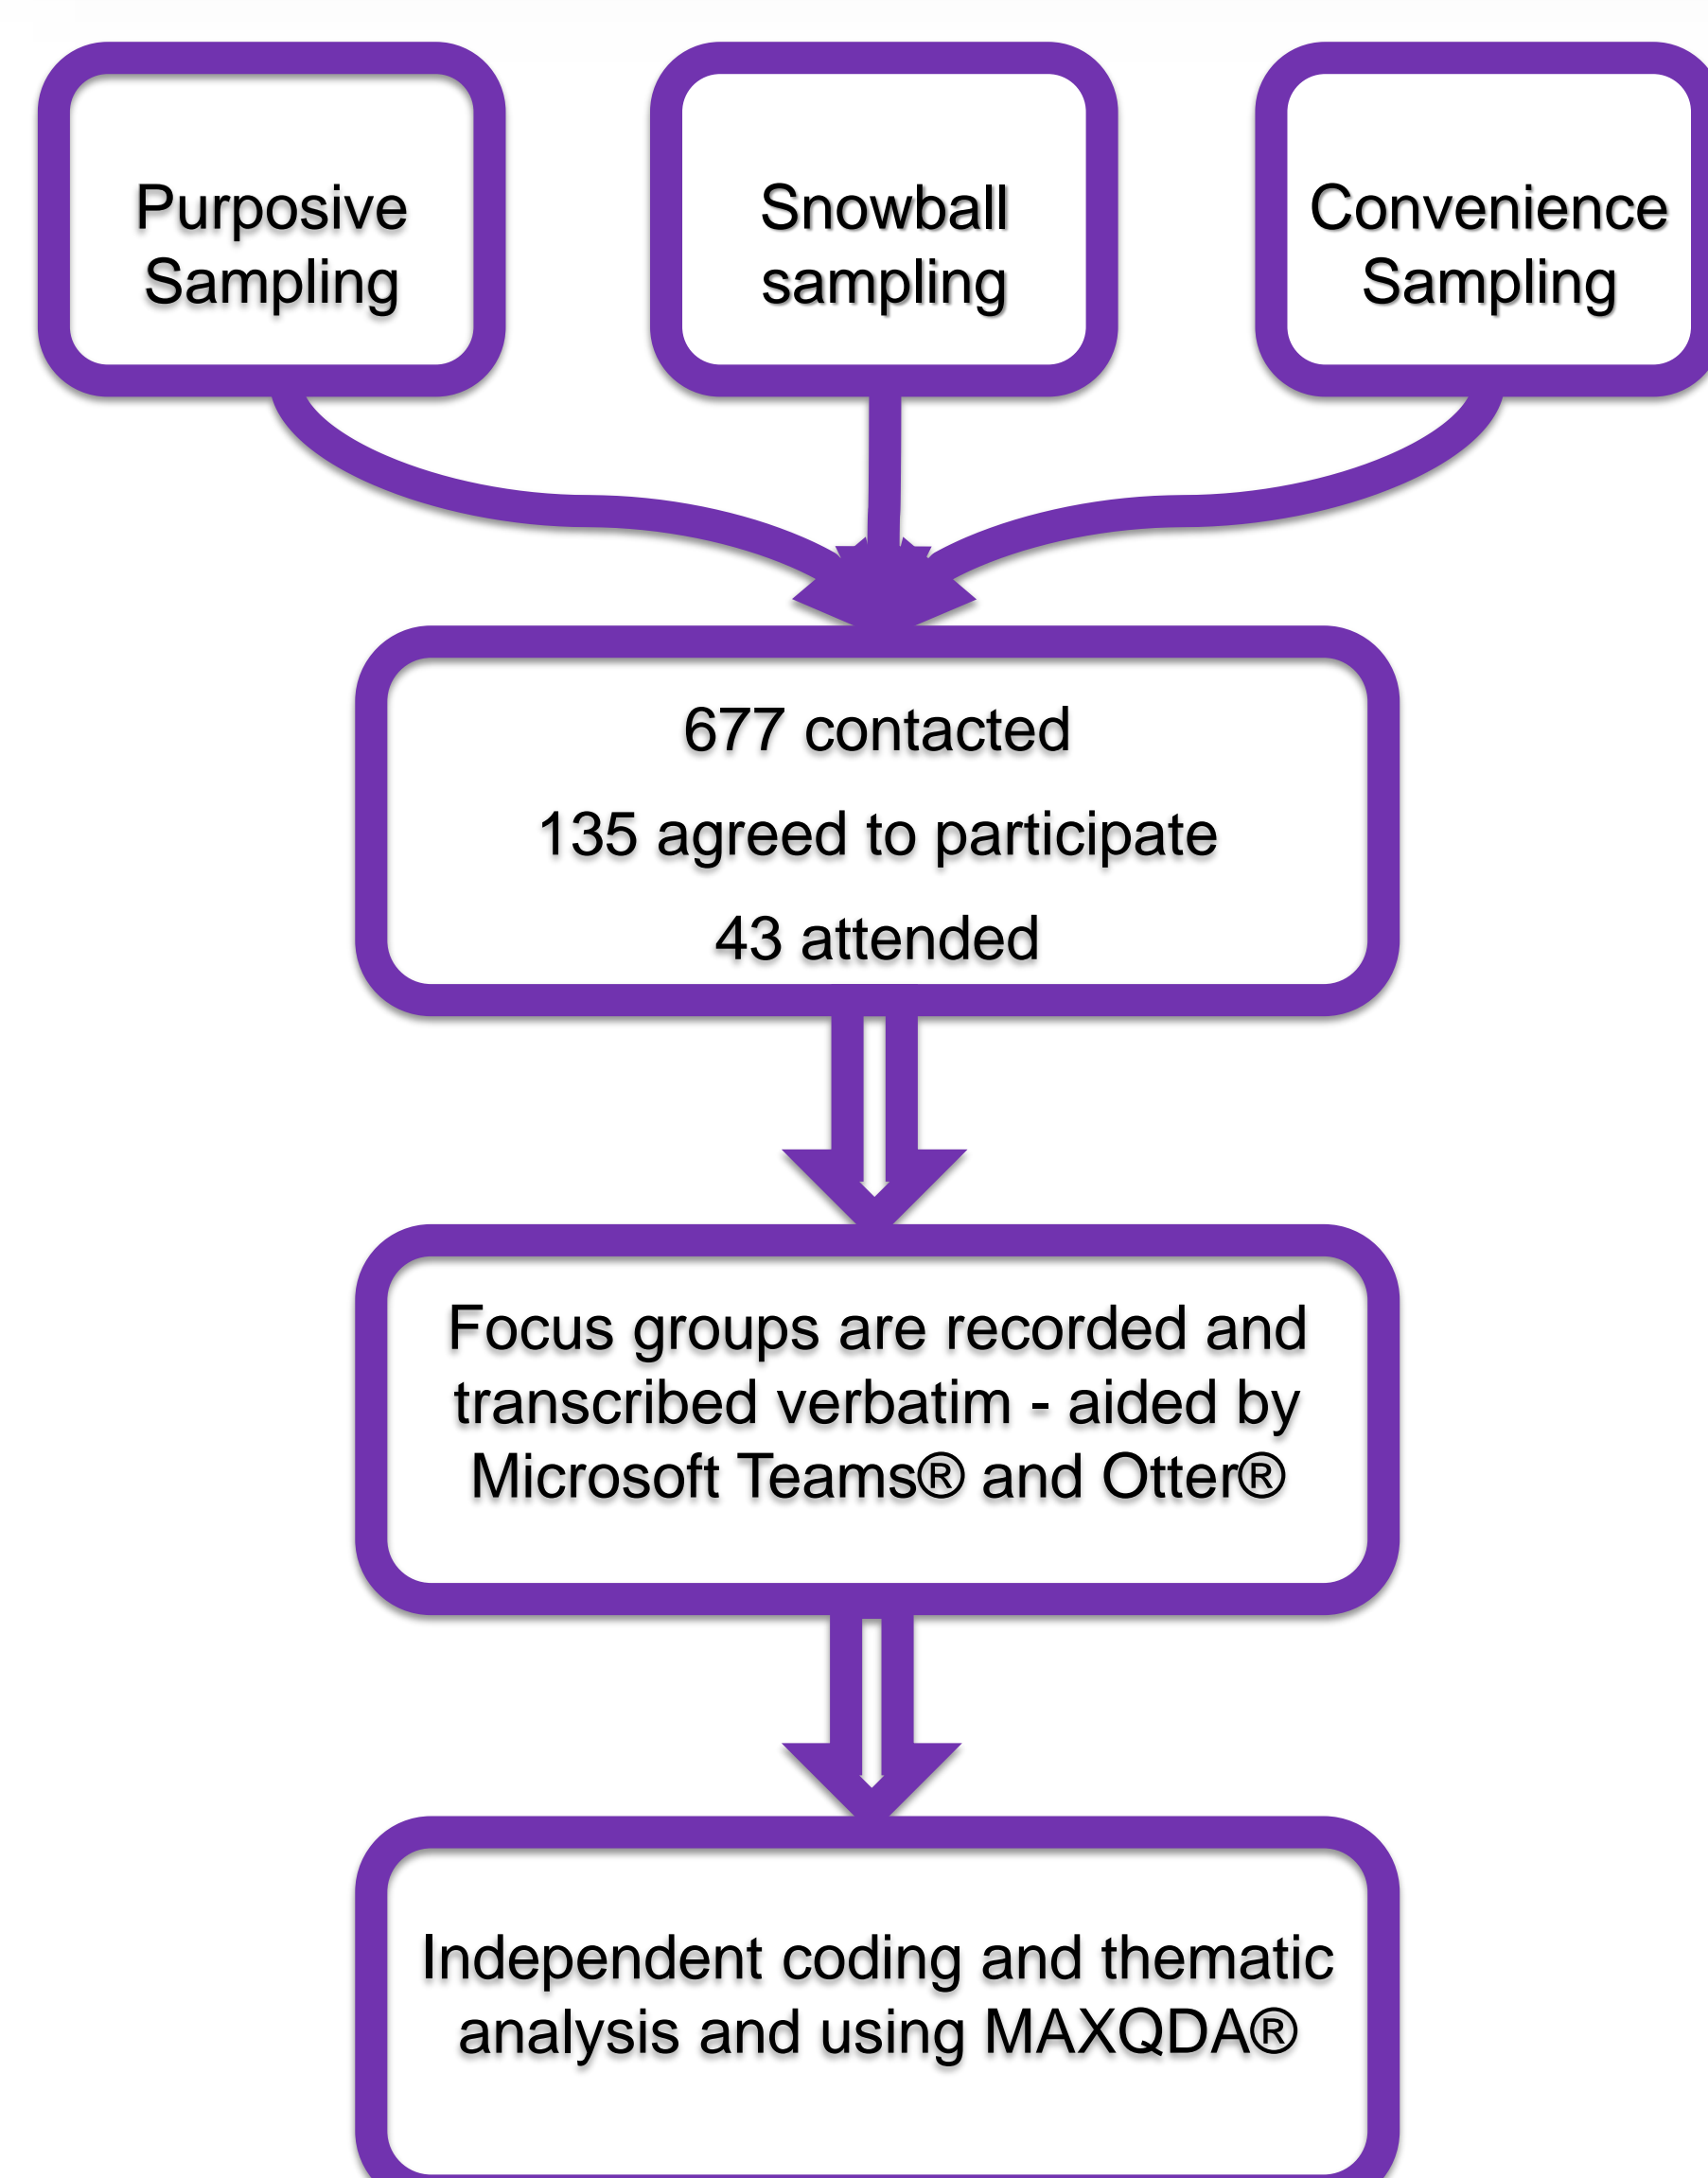 Purposive
Sampling
Snowball
sampling
Convenience
Sampling
677 contacted
135 agreed to participate
43 attended
Focus groups are recorded and
transcribed verbatim - aided by
Microsoft Teams® and Otter®
Independent coding and thematic
analysis and using MAXQDA®